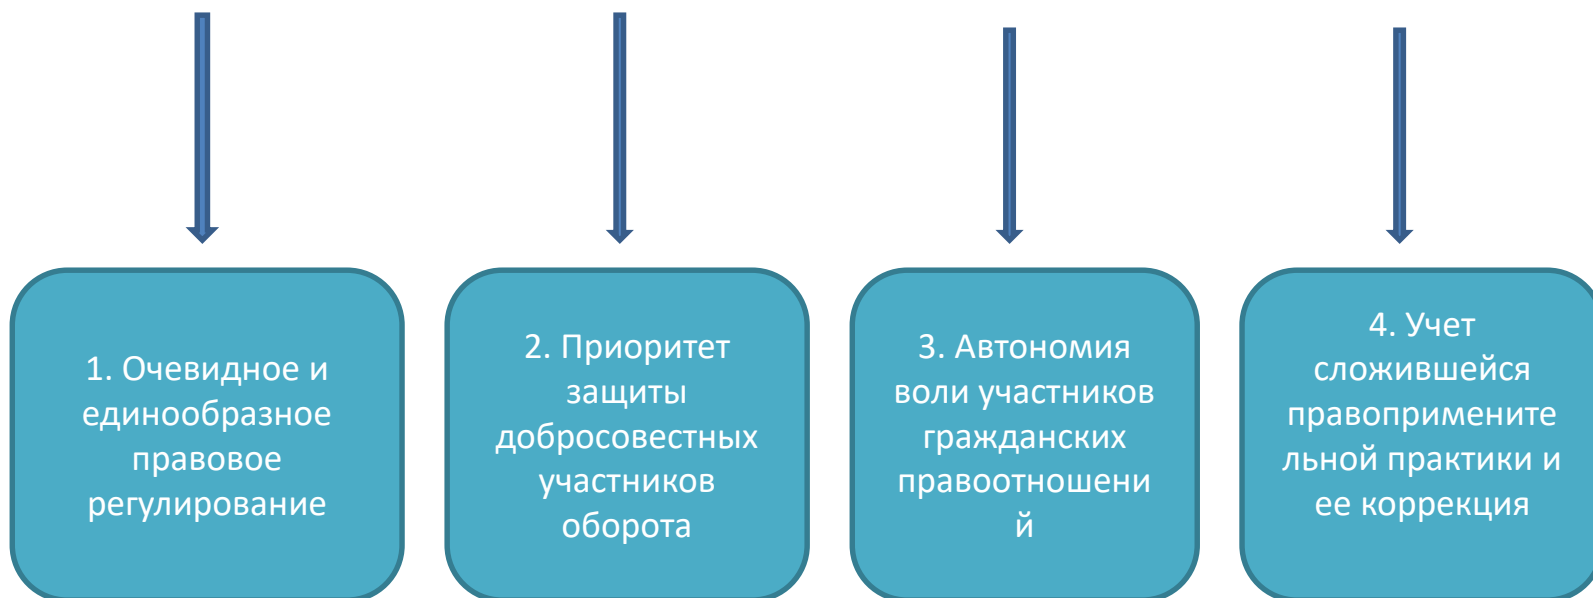 1. Очевидное и
единообразное
правовое
регулирование
2. Приоритет
защиты
добросовестных
участников
оборота
3. Автономия
воли участников
гражданских
правоотношени
й
4. Учет
сложившейся
правопримените
льной практики и
ее коррекция